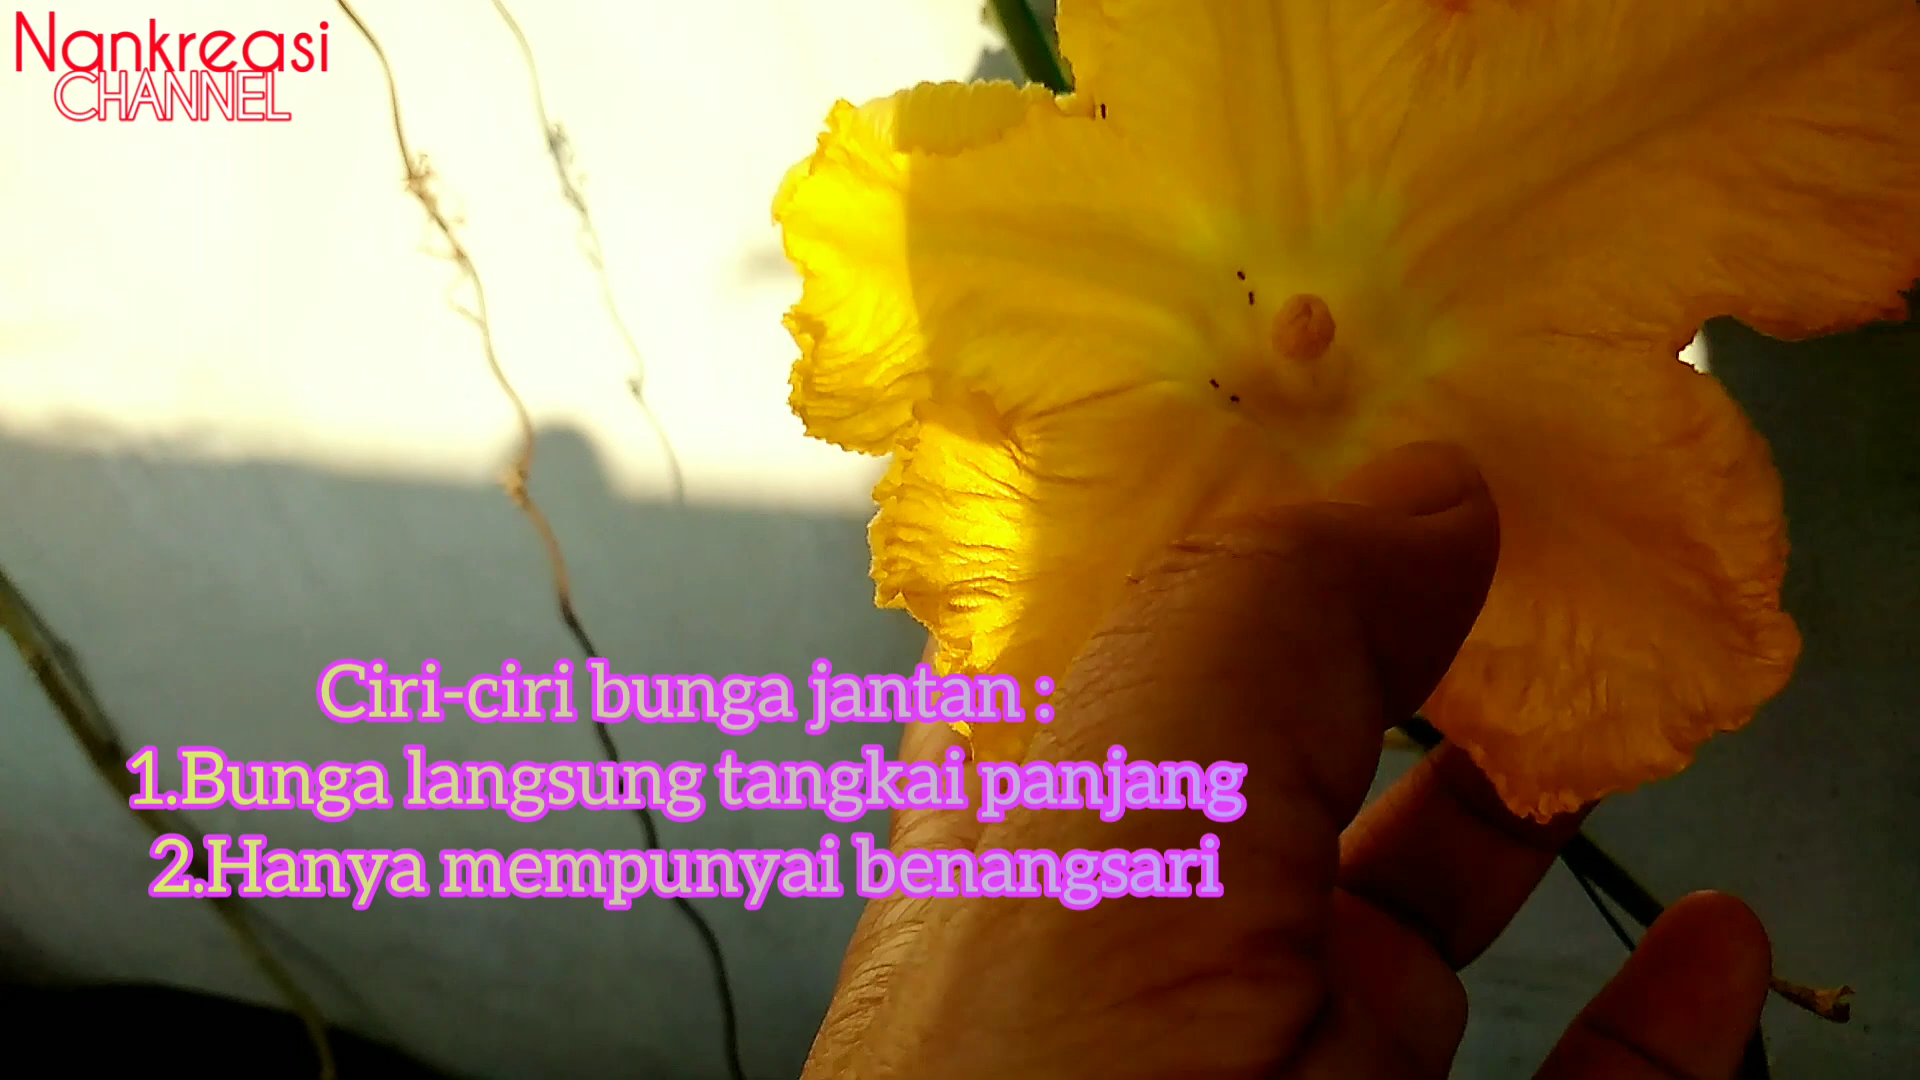 Nankreasi
CHANNEL
Ciri-ciri bunga jantan :
1.Bunga langsung tangkai panjang
2.Hanya mempunyai benangsari